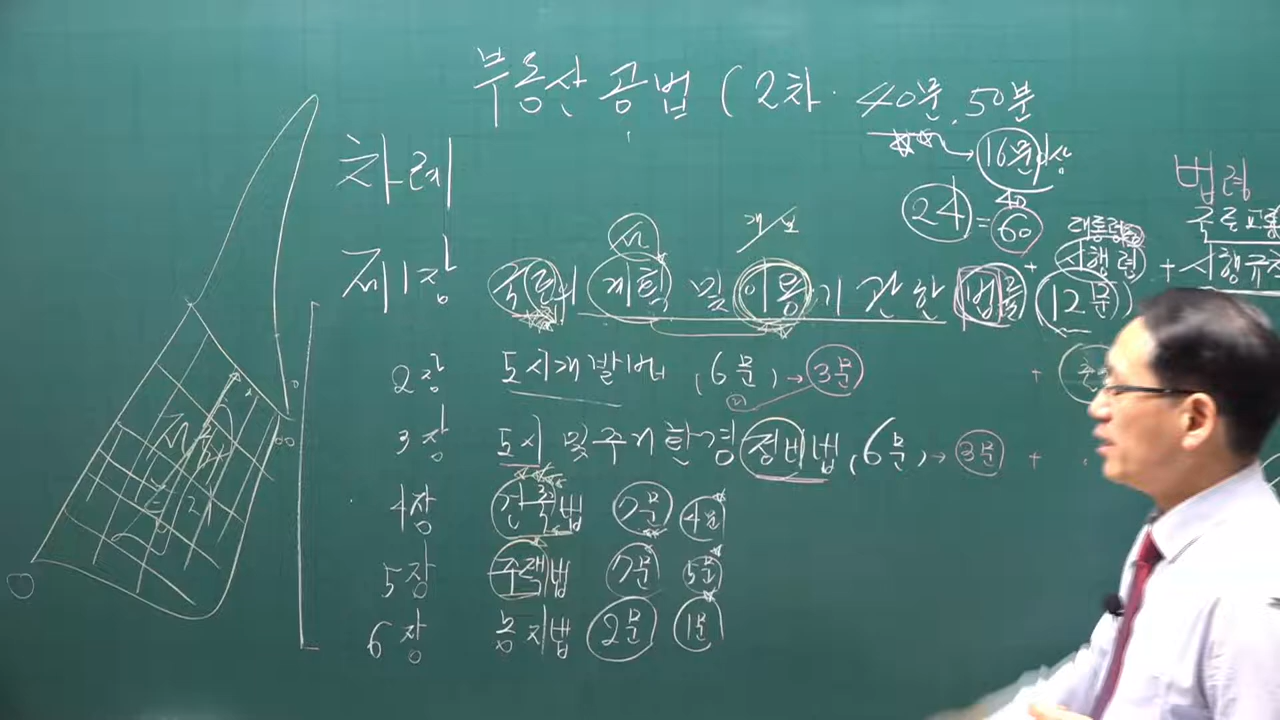 부동산 공법 (2차. 40문. 50분
16문이상
차례
법령
24 = 60
40
국토교통
대통령령
시행령 + 시행규칙
제1장 국토의 계획 및 이용에 관한 법률 (12문)
2장 도시개발법 (6문) → 3문
3장 도시 및 주거환경정비법 (6문) → 3문 +
4장 건축법 7문 4문
5장 주택법 7문 5문
6장 농지법 2문 1문